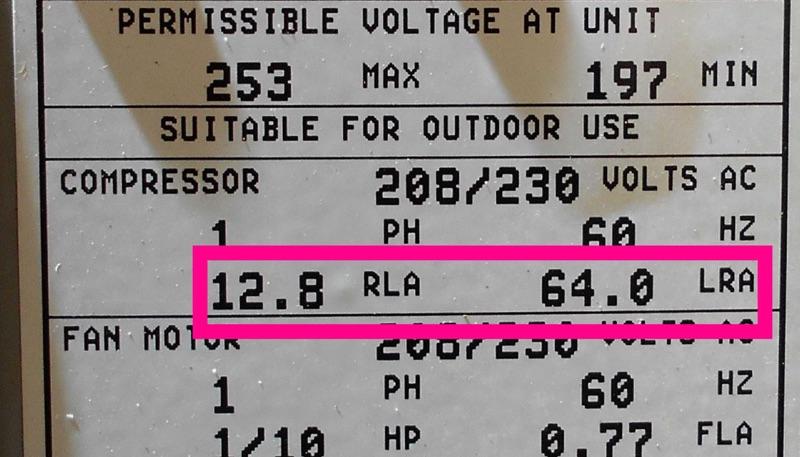 PERMISSIBLE VOLTAGE AT UNIT
253 MAX 197 MIN
SUITABLE FOR OUTDOOR USE
COMPRESSOR 208/230 VOLTS AC
1 PH 60 HZ
12.8 RLA 64.0 LRA
FAN MOTOR 208/230 VOLTS AC
1 PH 60 HZ
1/10 HP 0.77 FLA